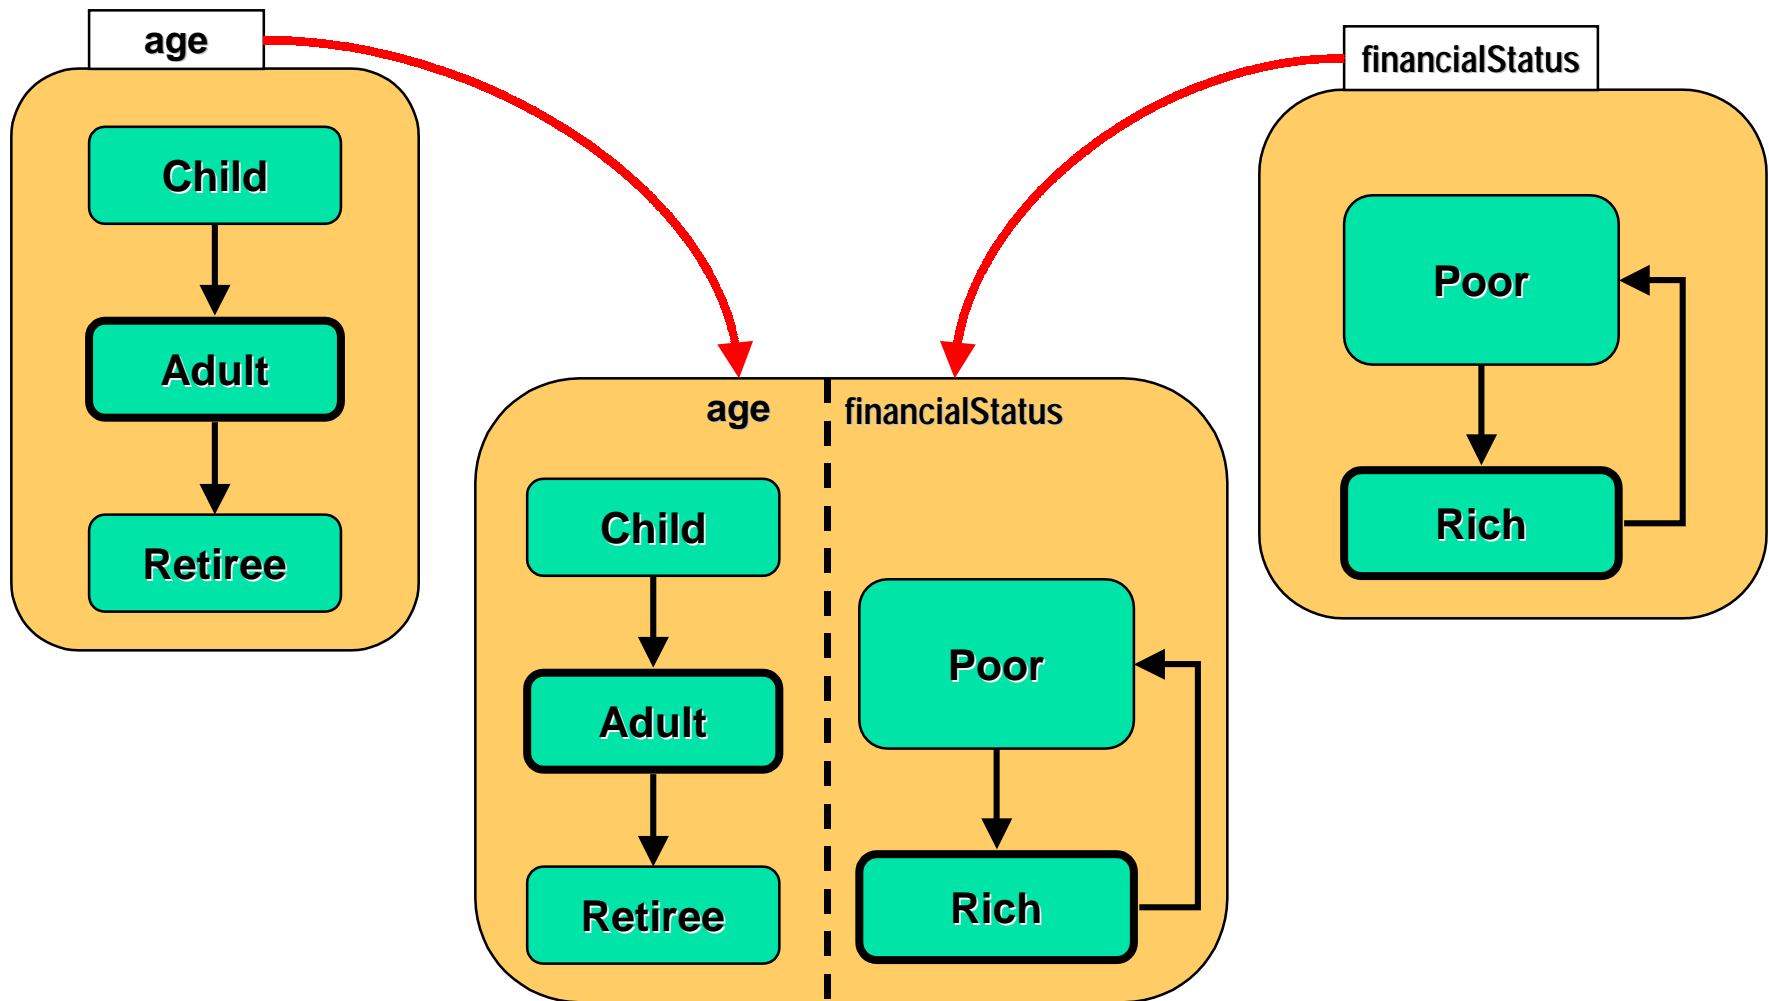 age
Child
Adult
Retiree
financialStatus
Poor
Rich
age
financialStatus
Child
Adult
Retiree
Poor
Rich